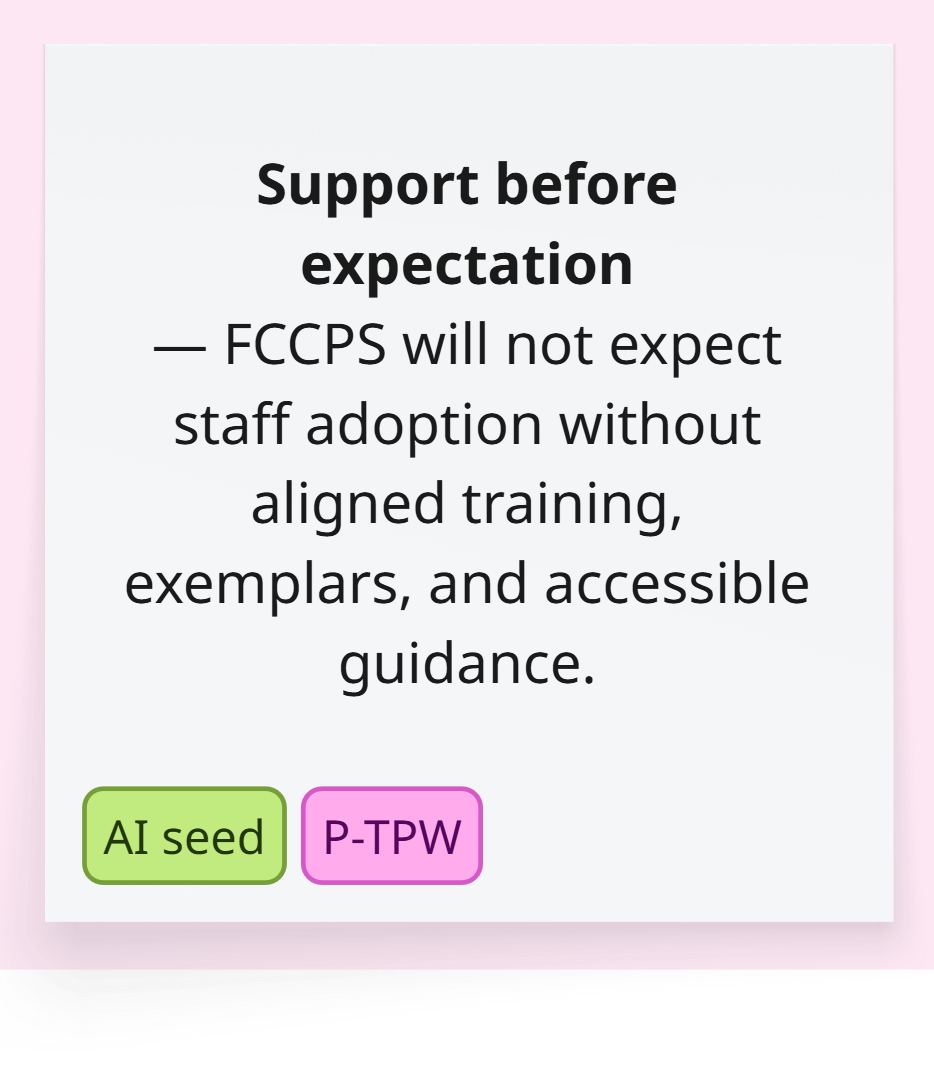 Support before
expectation
— FCCPS will not expect
staff adoption without
aligned training,
exemplars, and accessible
guidance.
AI seed P-TPW